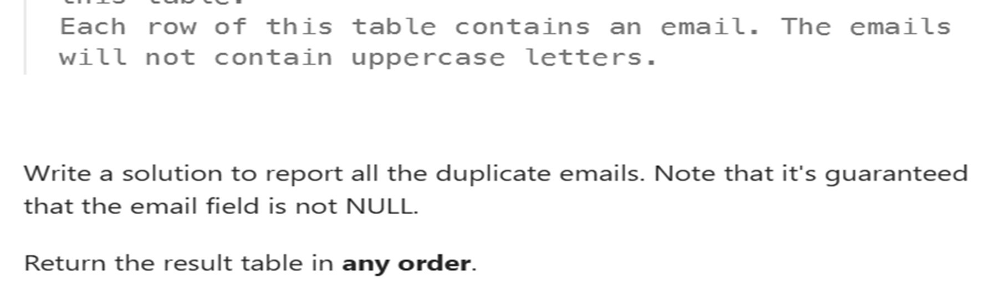 this table.
Each row of this table contains an email. The emails
will not contain uppercase letters.
Write a solution to report all the duplicate emails. Note that it's guaranteed
that the email field is not NULL.
Return the result table in any order.